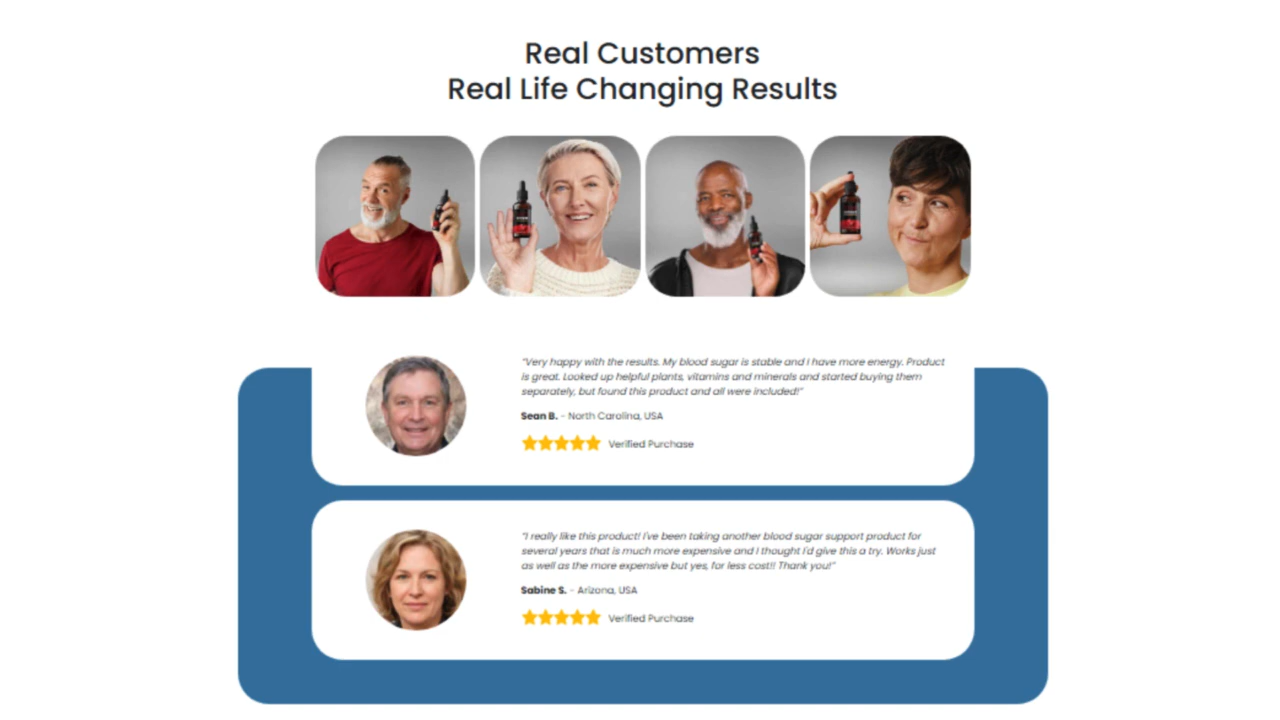 Real Customers
Real Life Changing Results
"Very happy with the results. My blood sugar is stable and I have more energy. Product
is great. Looked up helpful plants, vitamins and minerals and started buying them
separately, but found this product and all were included!"
Sean B. - North Carolina, USA
Verified Purchase
"I really like this product! I've been taking another blood sugar support product for
several years that is much more expensive and I thought I'd give this a try. Works just
as well as the more expensive but yes, for less cost!! Thank you!"
Sabine S. - Arizona, USA
Verified Purchase